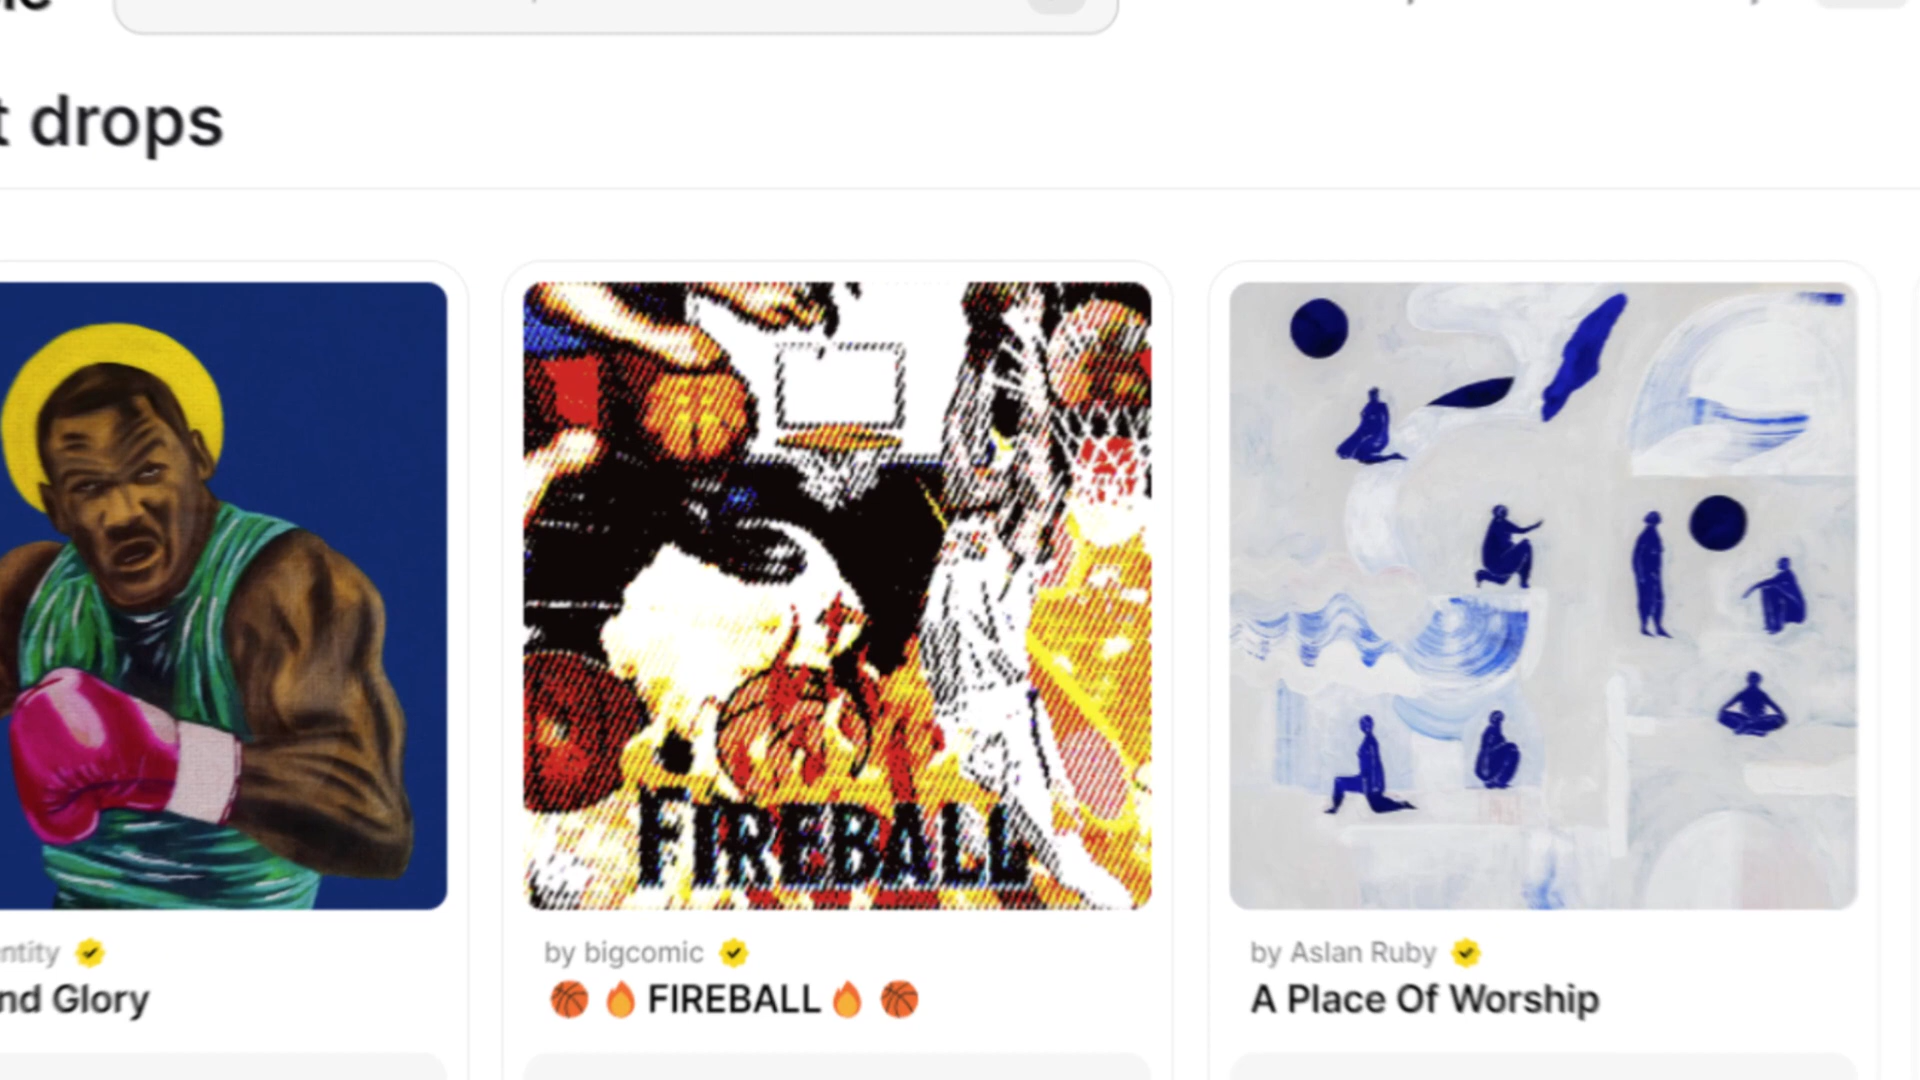 t drops
FIREBALL
ntity
nd Glory
by bigcomic
🏀 🔥 FIREBALL 🔥 🏀
by Aslan Ruby
A Place Of Worship